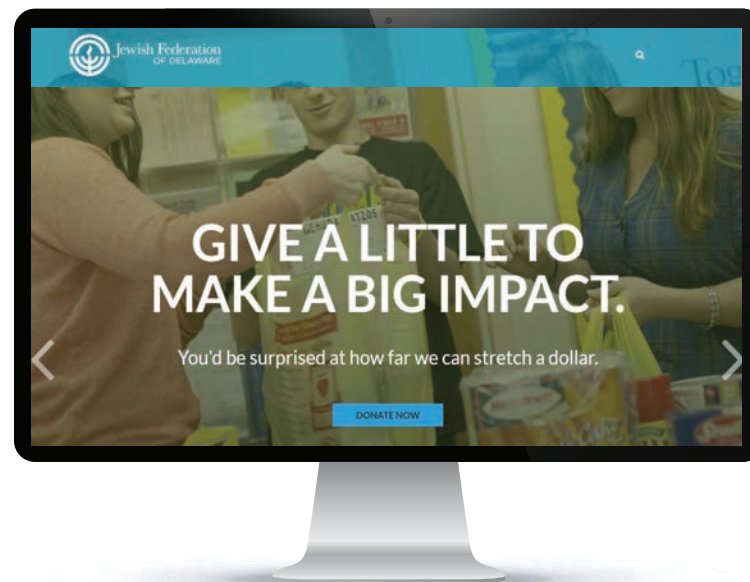 Jewish Federation
OF DELAWARE
Tog
GIVE A LITTLE TO
MAKE A BIG IMPACT.
You'd be surprised at how far we can stretch a dollar.
DONATE NOW